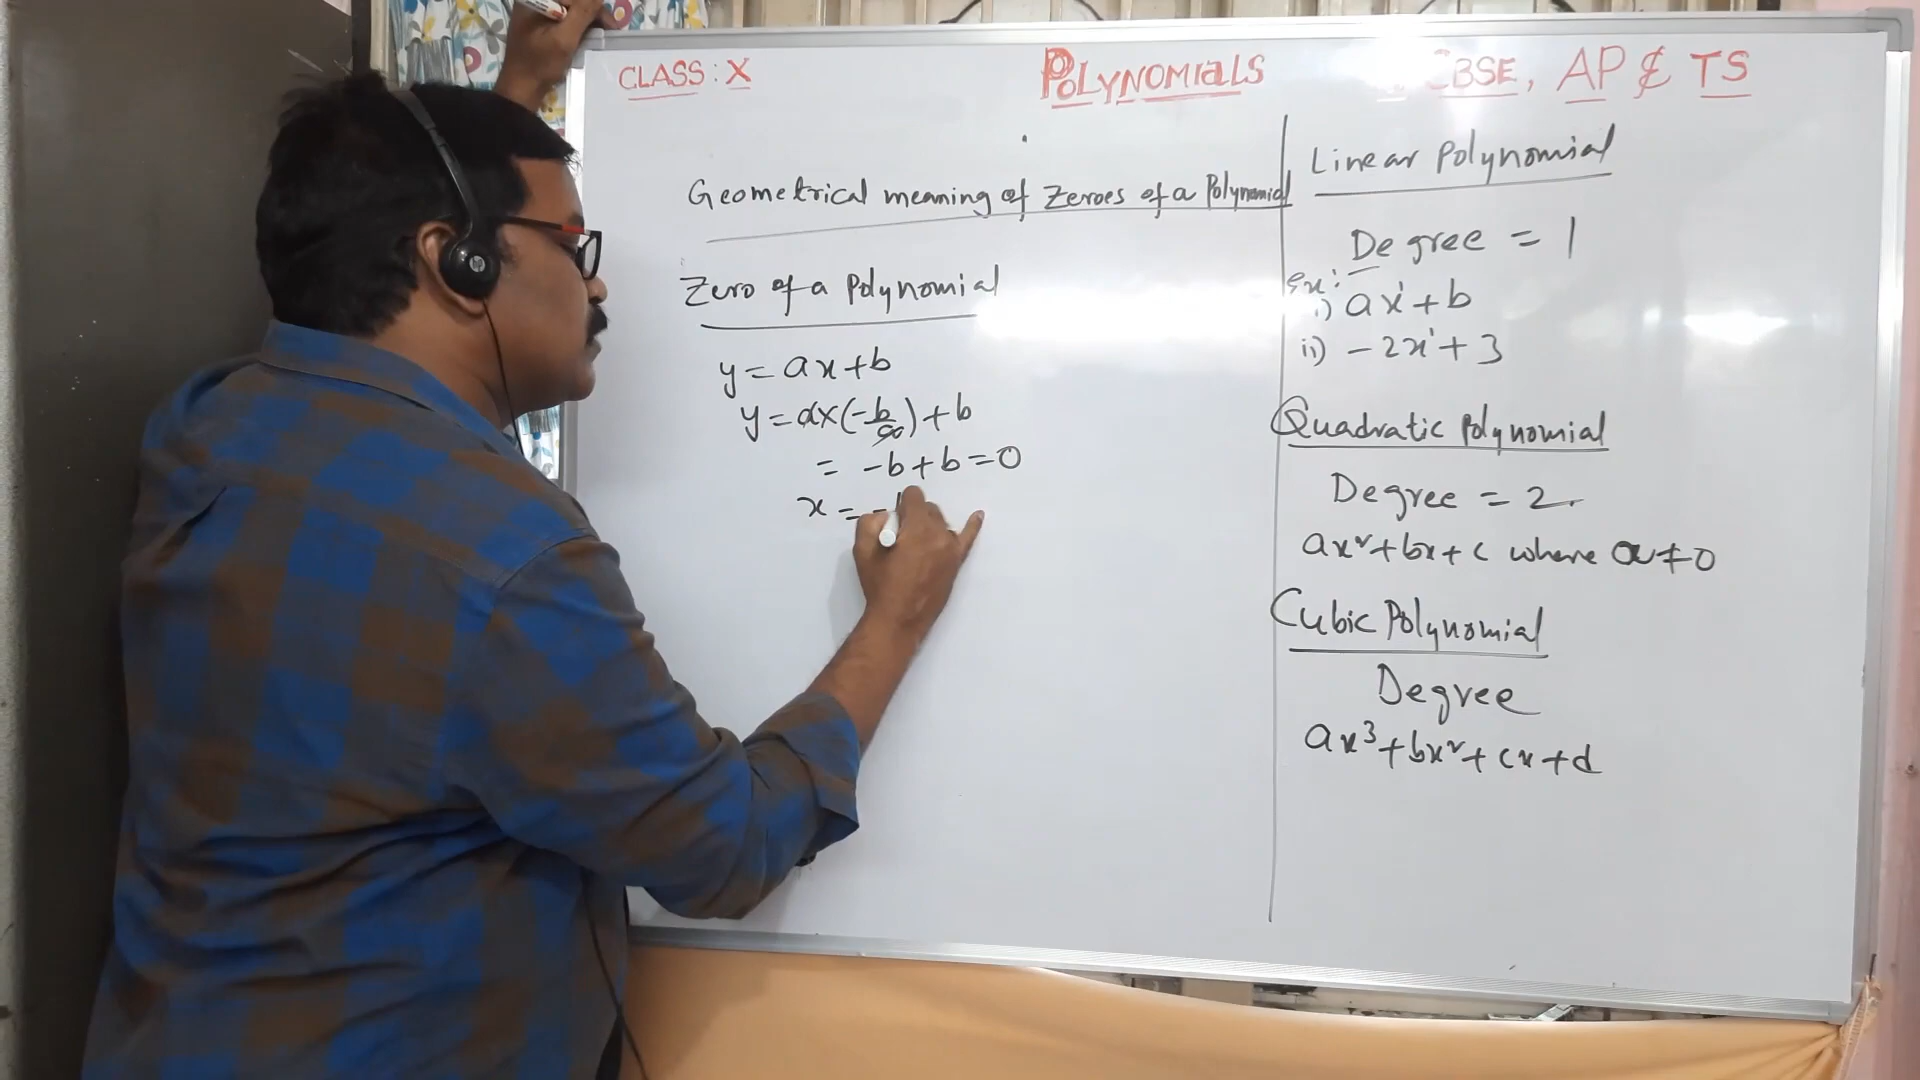 CLASS : X
POLYNOMIALS
CBSE, AP & TS
Geometrical meaning of Zeroes of a Polynomial
Zero of a Polynomial
y = ax + b
y = a × (-b/a) + b
= -b + b = 0
x = -
Linear Polynomial
Degree = 1
Ex:
i) ax¹ + b
ii) -2x¹ + 3
Quadratic Polynomial
Degree = 2.
ax² + bx + c where a ≠ 0
Cubic Polynomial
Degree
ax³ + bx² + cx + d
hp